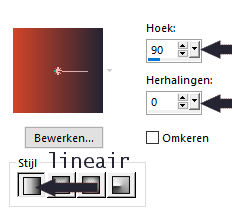 Hoek:
90
Herhalingen:
0
Bewerken...
Omkeren
Stijl
lineair